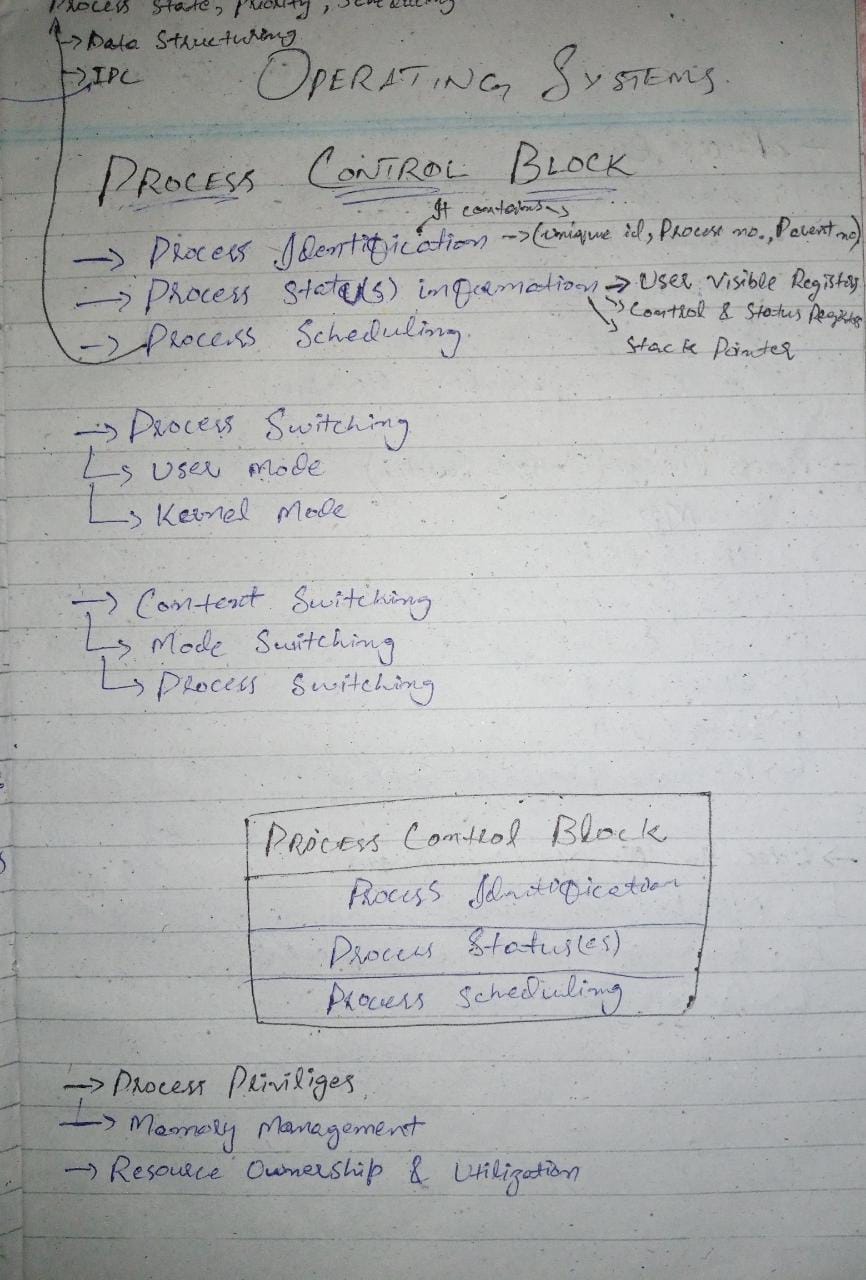 Process State, Priority, Scheduling
→ Data Structuring
→ IPC
OPERATING SYSTEMS
PROCESS CONTROL BLOCK
It contains
→ Process Identification → (unique id, Process no., Parent no)
→ Process State(s) information → User Visible Registers
Control & Status Registers
→ Process Scheduling
Stack Pointer
→ Process Switching
↳ User Mode
↳ Kernel Mode
→ Context Switching
↳ Mode Switching
↳ Process Switching
PROCESS Control Block
Process Identification
Process Status(es)
Process Scheduling
→ Process Priviliges
→ Memory Management
→ Resource Ownership & Utilization